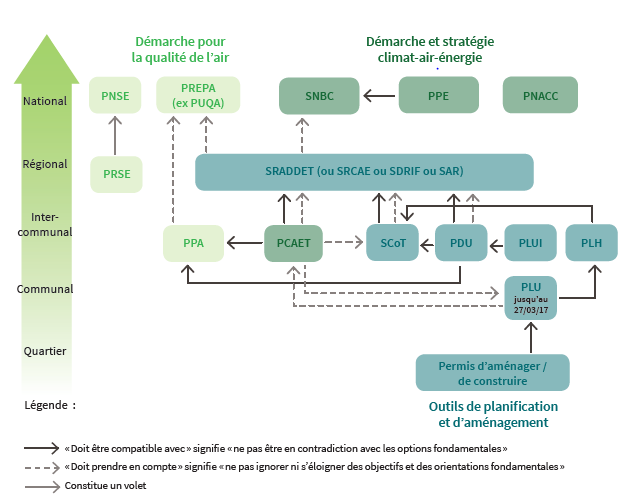 Démarche pour
la qualité de l'air
Démarche et stratégie
climat-air-énergie
National
PNSE
PREPA
(ex PUQA)
SNBC
PPE
PNACC
Régional
PRSE
SRADDET (ou SRCAE ou SDRIF ou SAR)
Inter-
communal
PPA
PCAET
SCoT
PDU
PLUI
PLH
Communal
PLU
jusqu'au
27/03/17
Quartier
Permis d'aménager /
de construire
Légende :
Outils de planification
et d'aménagement
« Doit être compatible avec » signifie « ne pas être en contradiction avec les options fondamentales »
« Doit prendre en compte » signifie « ne pas ignorer ni s'éloigner des objectifs et des orientations fondamentales »
Constitue un volet